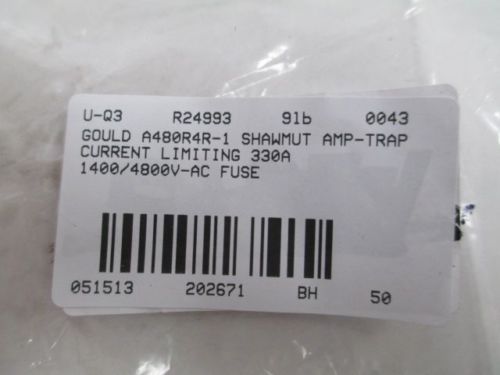 U-Q3 R24993 91b 0043
GOULD A480R4R-1 SHAWMUT AMP-TRAP
CURRENT LIMITING 330A
1400/4800V-AC FUSE
051513 202671 BH 50